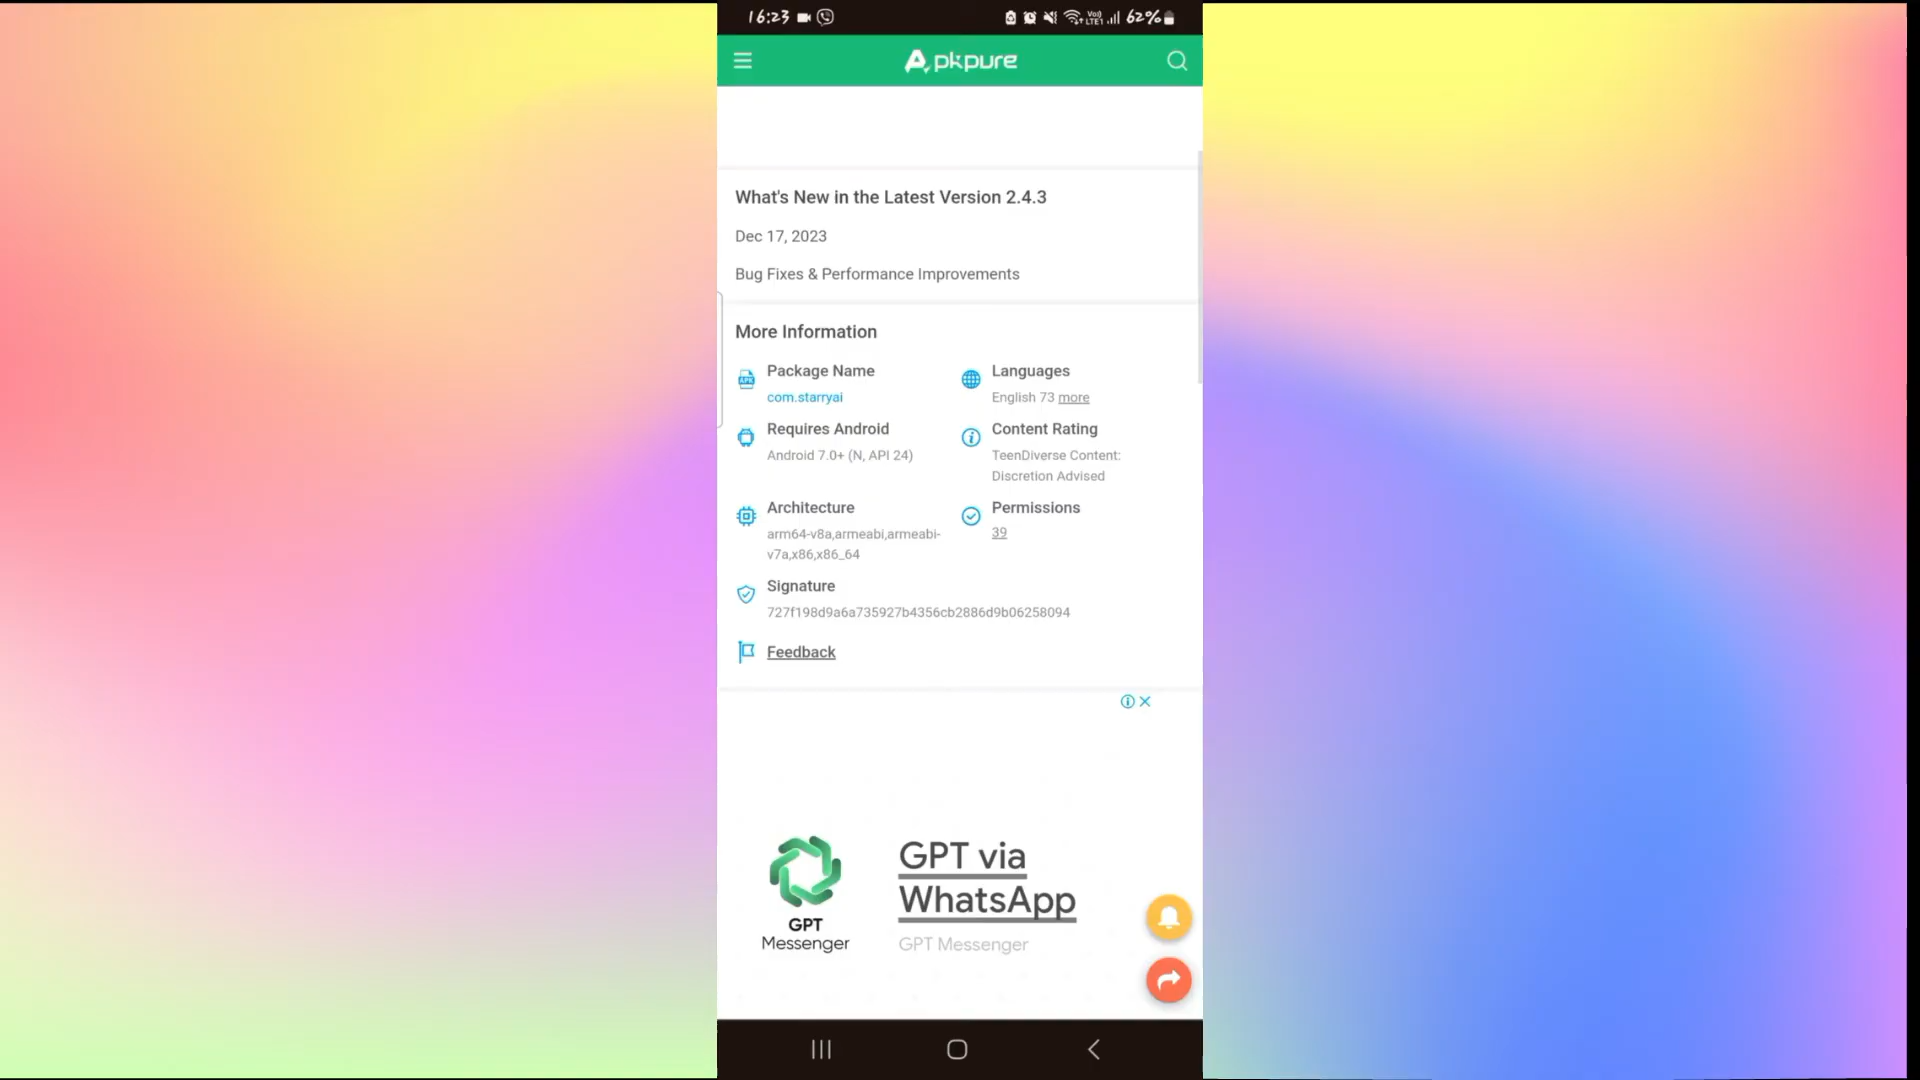 16:23 62%
Apkpure
What's New in the Latest Version 2.4.3
Dec 17, 2023
Bug Fixes & Performance Improvements
More Information
Package Name
com.starryai
Languages
English 73 more
Requires Android
Android 7.0+ (N, API 24)
Content Rating
TeenDiverse Content:
Discretion Advised
Architecture
arm64-v8a,armeabi,armeabi-
v7a,x86,x86_64
Permissions
39
Signature
727f198d9a6a735927b4356cb2886d9b06258094
Feedback
GPT
Messenger
GPT via
WhatsApp
GPT Messenger